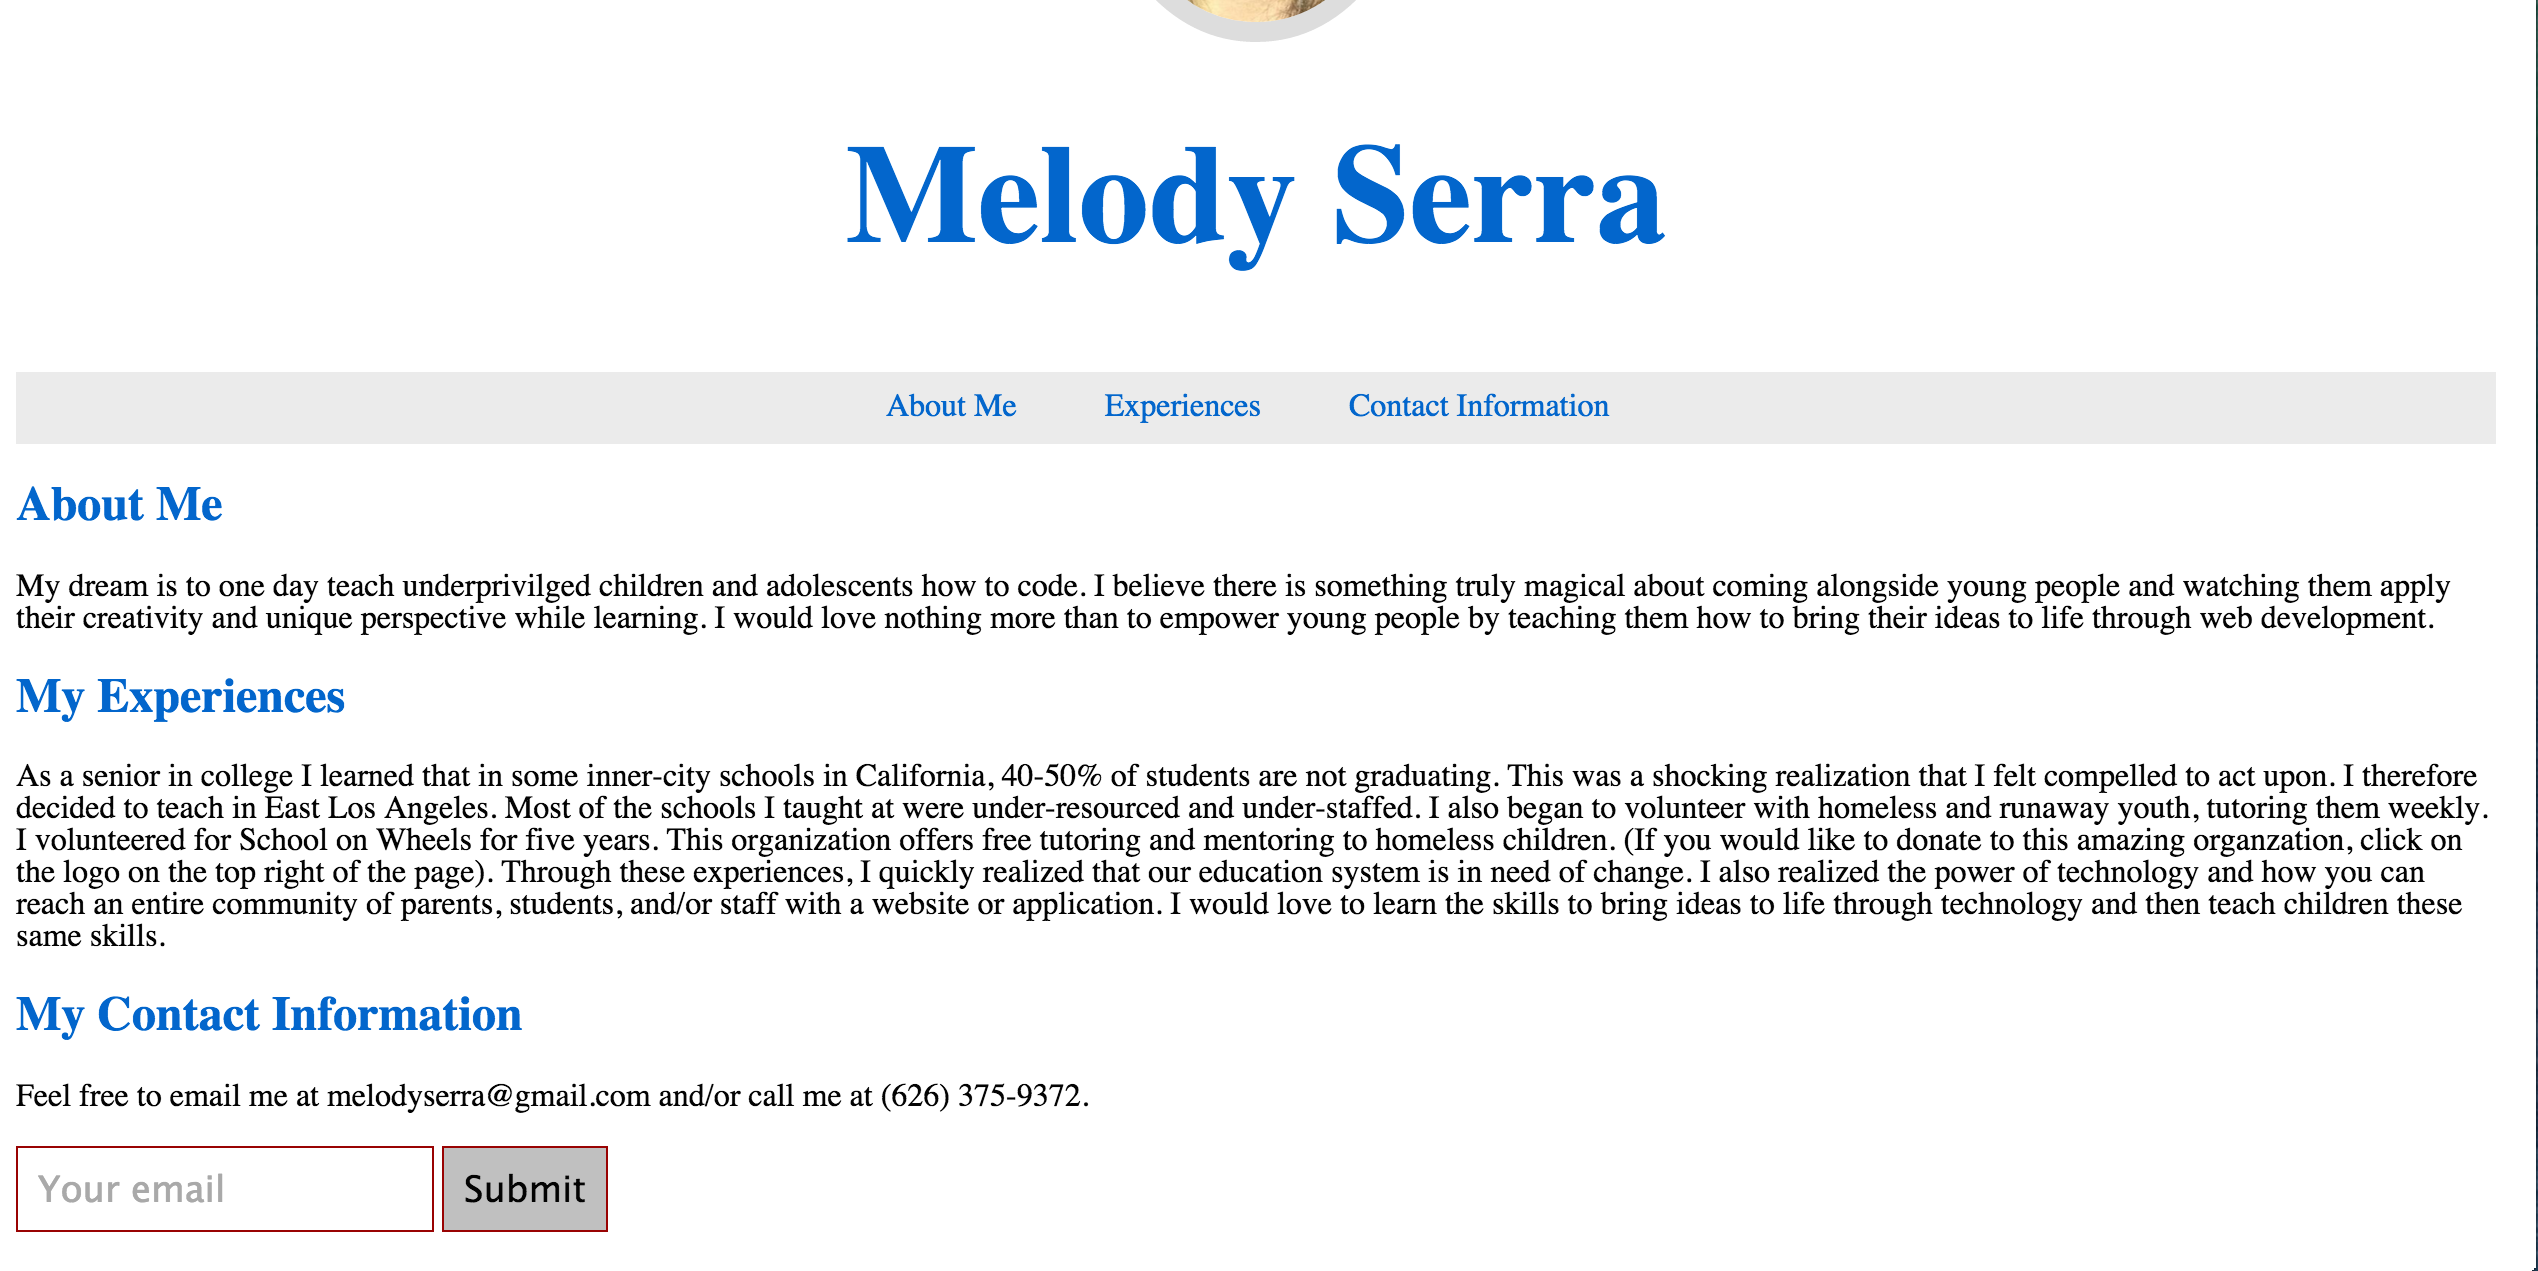 Melody Serra
About Me Experiences Contact Information
About Me
My dream is to one day teach underprivilged children and adolescents how to code. I believe there is something truly magical about coming alongside young people and watching them apply
their creativity and unique perspective while learning. I would love nothing more than to empower young people by teaching them how to bring their ideas to life through web development.
My Experiences
As a senior in college I learned that in some inner-city schools in California, 40-50% of students are not graduating. This was a shocking realization that I felt compelled to act upon. I therefore
decided to teach in East Los Angeles. Most of the schools I taught at were under-resourced and under-staffed. I also began to volunteer with homeless and runaway youth, tutoring them weekly.
I volunteered for School on Wheels for five years. This organization offers free tutoring and mentoring to homeless children. (If you would like to donate to this amazing organzation, click on
the logo on the top right of the page). Through these experiences, I quickly realized that our education system is in need of change. I also realized the power of technology and how you can
reach an entire community of parents, students, and/or staff with a website or application. I would love to learn the skills to bring ideas to life through technology and then teach children these
same skills.
My Contact Information
Feel free to email me at melodyserra@gmail.com and/or call me at (626) 375-9372.
Your email Submit